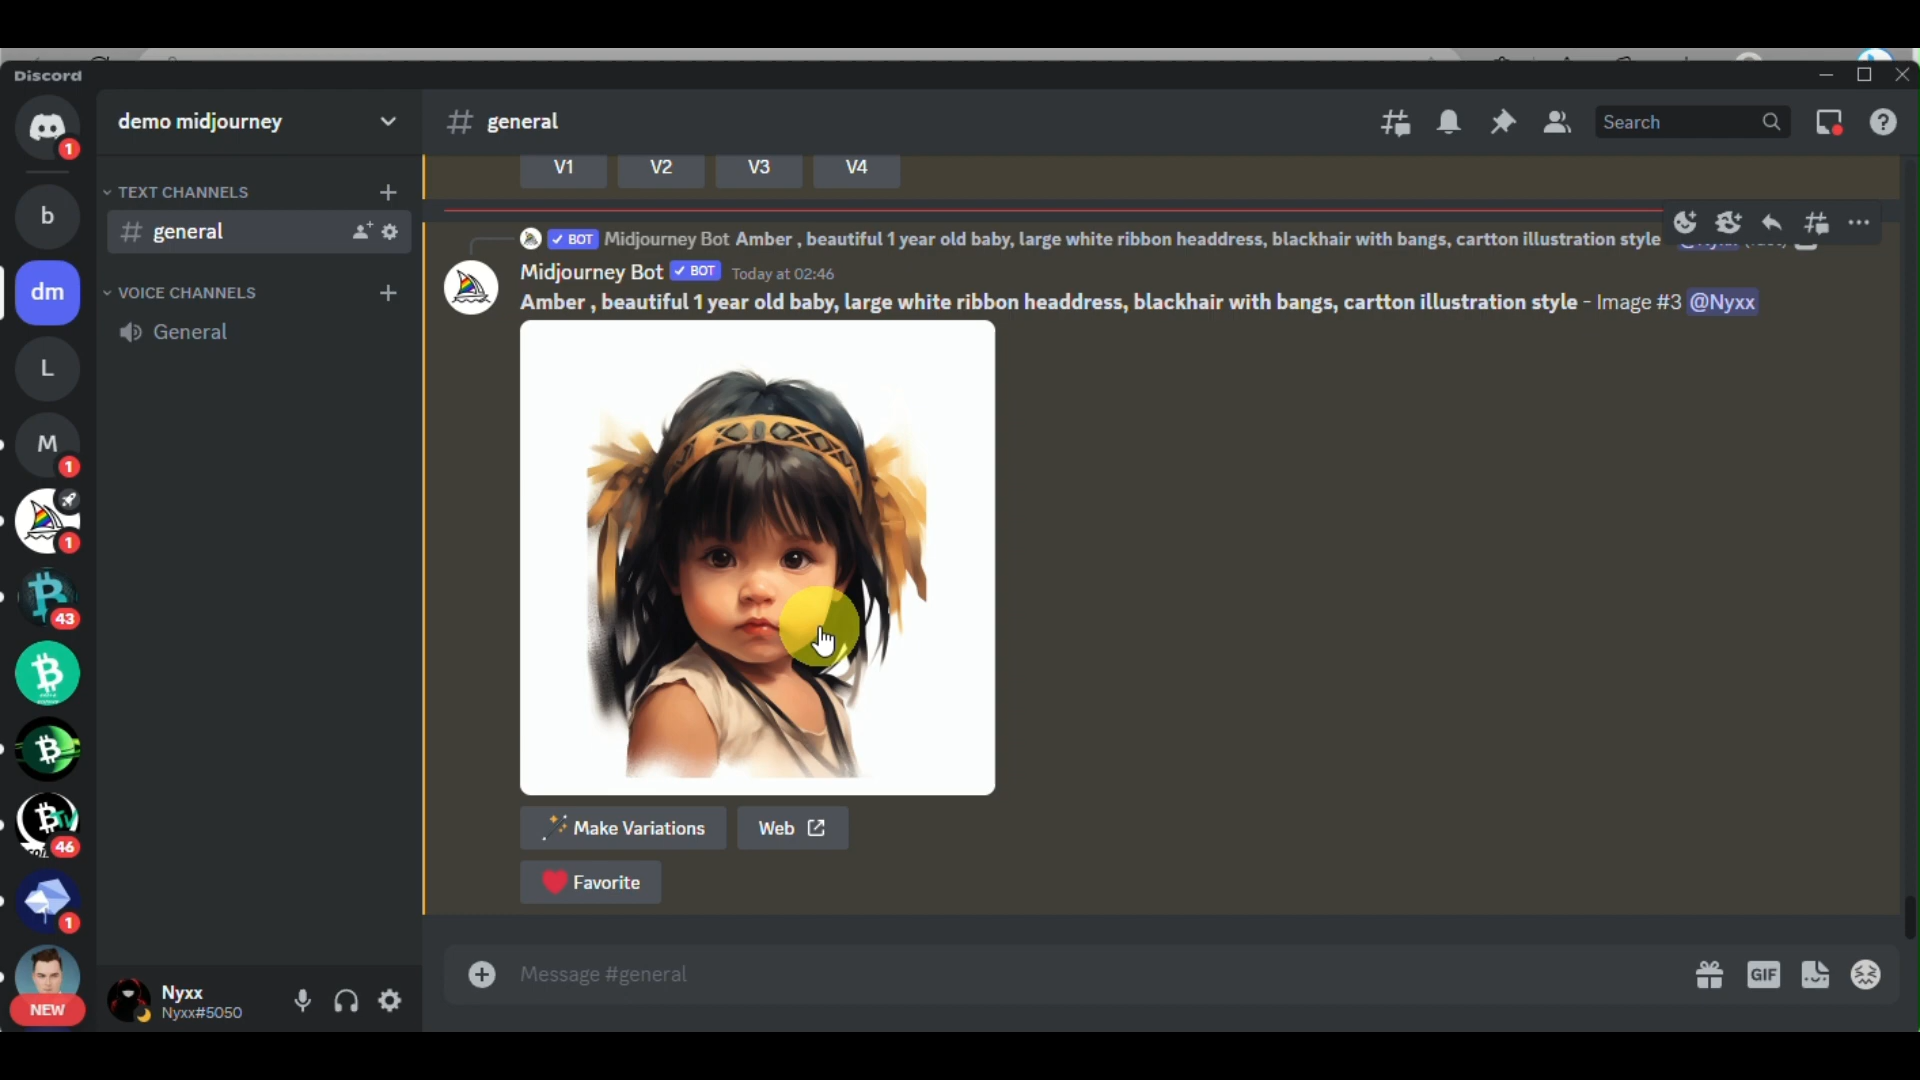 Discord
demo midjourney
# general
Search
1
b
TEXT CHANNELS
# general
V1 V2 V3 V4
BOT Midjourney Bot Amber , beautiful 1 year old baby, large white ribbon headdress, blackhair with bangs, cartton illustration style
Midjourney Bot BOT Today at 02:46
Amber , beautiful 1 year old baby, large white ribbon headdress, blackhair with bangs, cartton illustration style - Image #3 @Nyxx
dm
VOICE CHANNELS
General
L
M
1
1
43
46
1
NEW
Make Variations
Web
Favorite
Message #general
GIF
Nyxx
Nyxx#5050